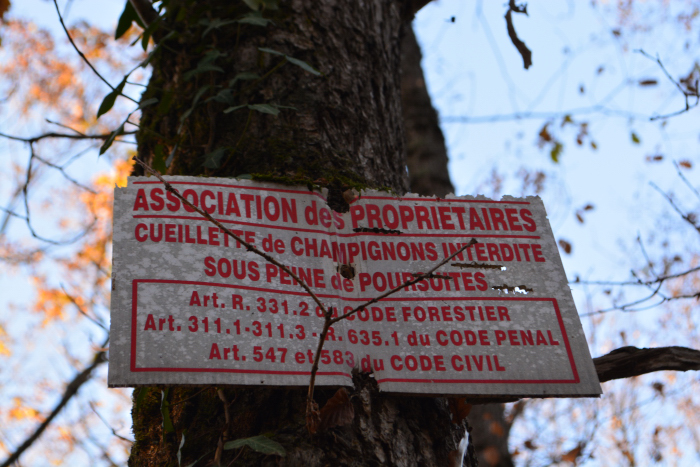 ASSOCIATION des PROPRIETAIRES
CUEILLETTE de CHAMPIGNONS INTERDITE
SOUS PEINE de POURSUITES
Art. R. 331.2 du CODE FORESTIER
Art. 311.1-311.3 - R. 635.1 du CODE PENAL
Art. 547 et 583 du CODE CIVIL